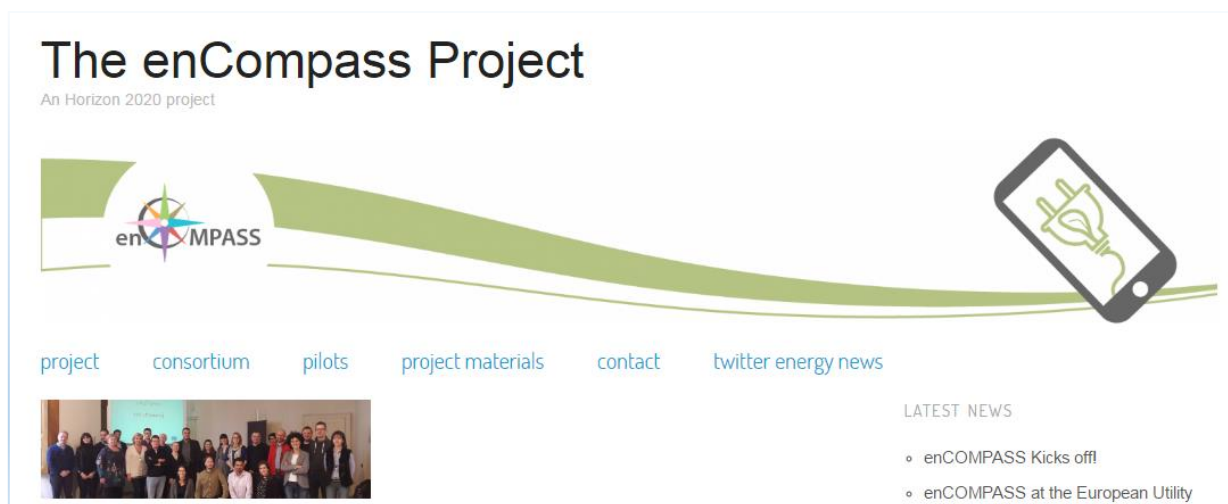 The enCompass Project
An Horizon 2020 project
enCOMPASS
project consortium pilots project materials contact twitter energy news
LATEST NEWS
enCOMPASS Kicks off!
enCOMPASS at the European Utility